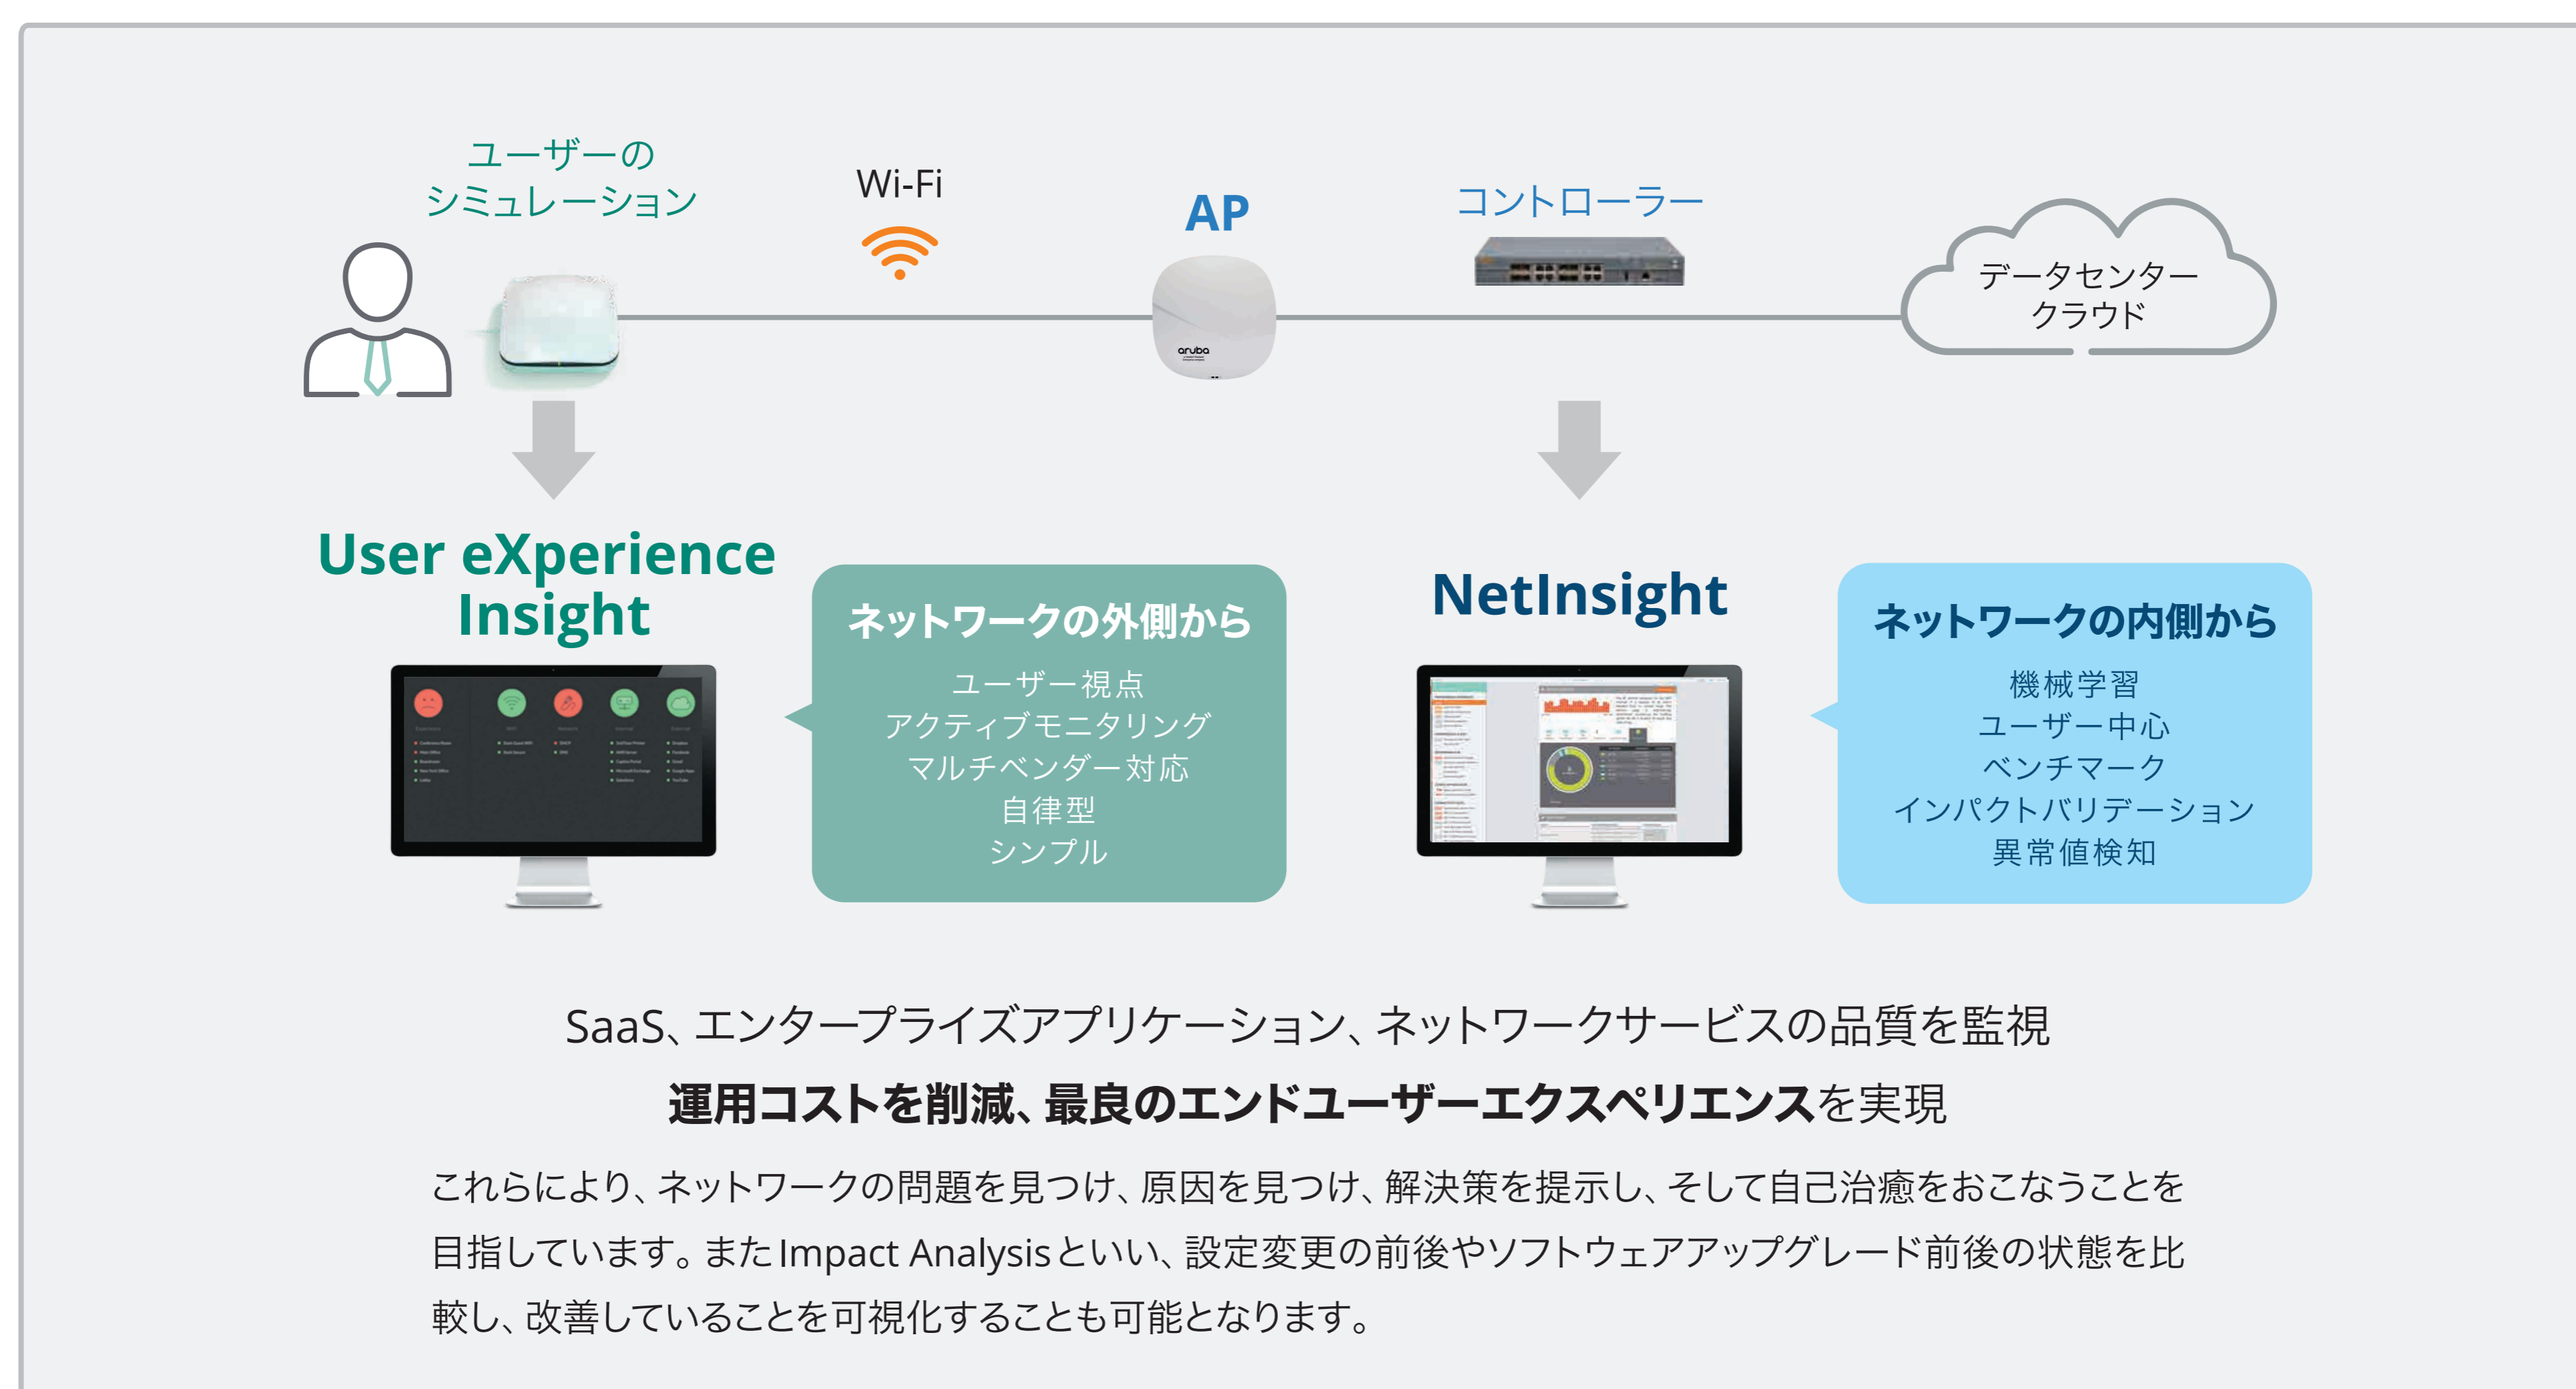 ユーザーの
シミュレーション
Wi-Fi
AP
コントローラー
データセンター
クラウド
aruba
User eXperience
Insight
ネットワークの外側から
ユーザー視点
アクティブモニタリング
マルチベンダー対応
自律型
シンプル
NetInsight
ネットワークの内側から
機械学習
ユーザー中心
ベンチマーク
インパクトバリデーション
異常値検知
SaaS、エンタープライズアプリケーション、ネットワークサービスの品質を監視
運用コストを削減、最良のエンドユーザーエクスペリエンスを実現
これらにより、ネットワークの問題を見つけ、原因を見つけ、解決策を提示し、そして自己治癒をおこなうことを
目指しています。またImpact Analysisといい、設定変更の前後やソフトウェアアップグレード前後の状態を比
較し、改善していることを可視化することも可能となります。